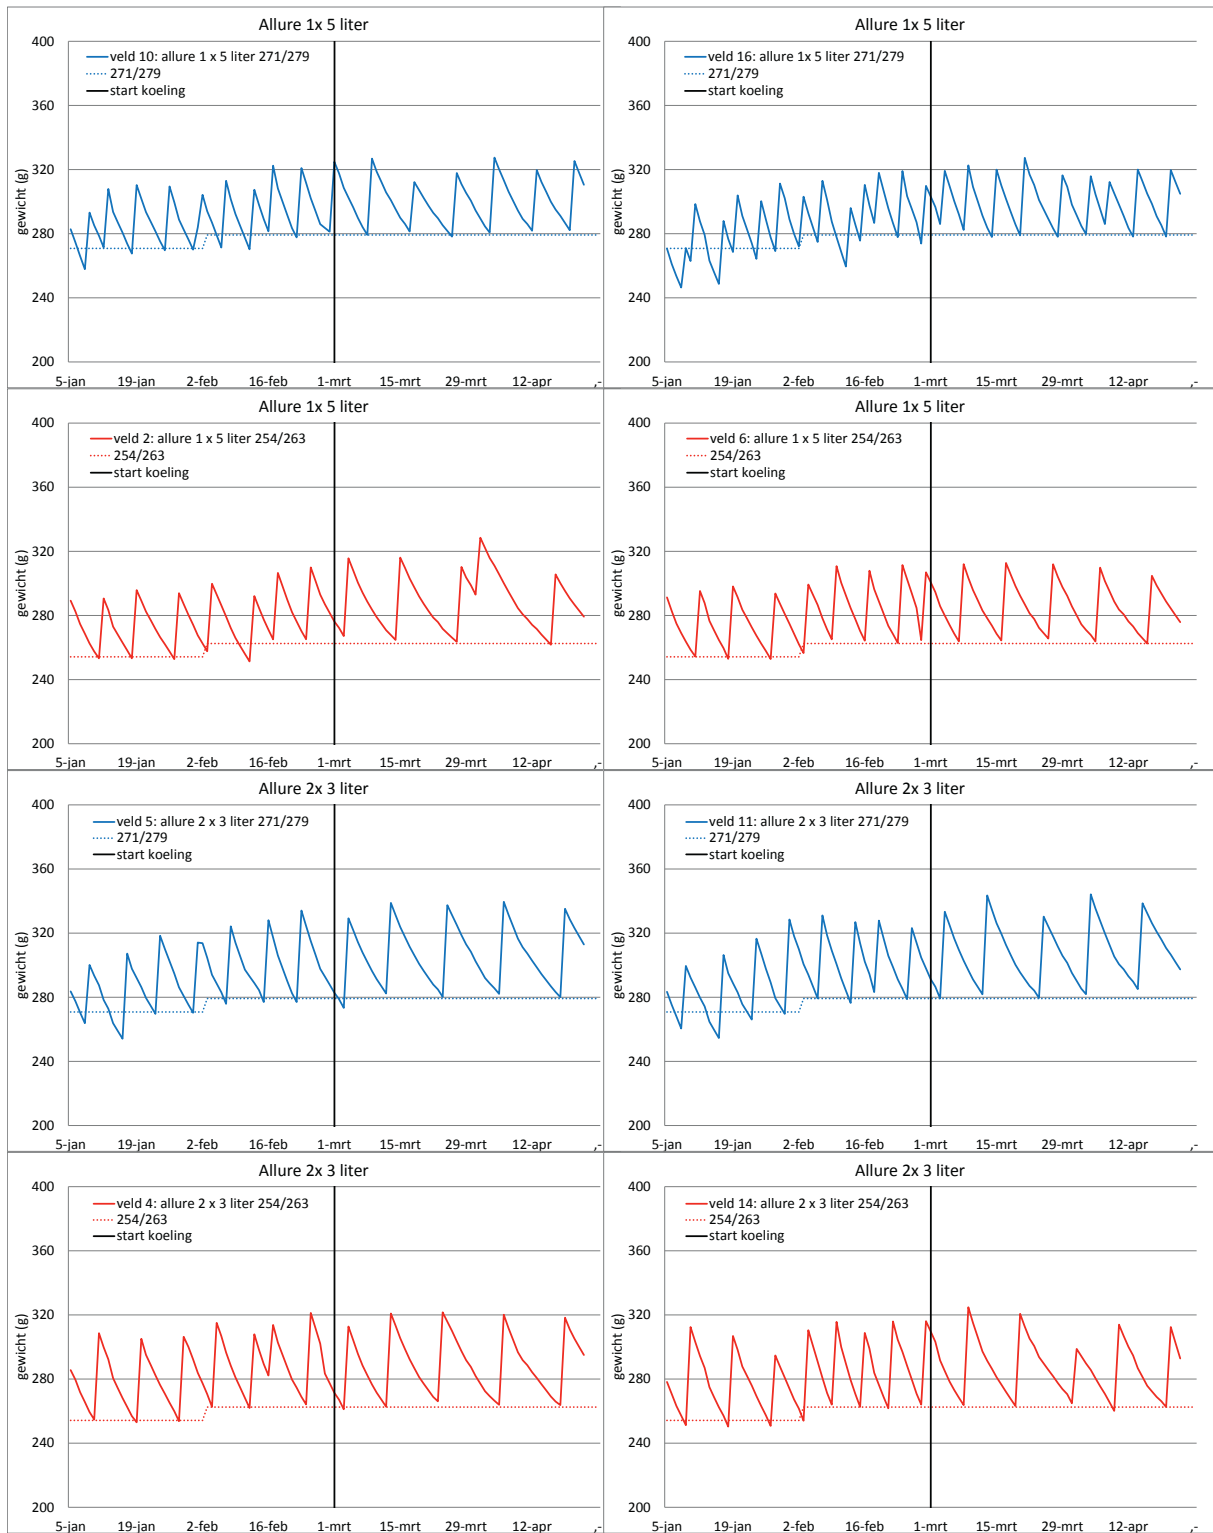 Allure 1x 5 liter
400
360
320
280
240
200
gewicht (g)
veld 10: allure 1 x 5 liter 271/279
271/279
start koeling
5-jan 19-jan 2-feb 16-feb 1-mrt 15-mrt 29-mrt 12-apr ,-
Allure 1x 5 liter
400
360
320
280
240
200
gewicht (g)
veld 16: allure 1x 5 liter 271/279
271/279
start koeling
5-jan 19-jan 2-feb 16-feb 1-mrt 15-mrt 29-mrt 12-apr ,-
Allure 1x 5 liter
400
360
320
280
240
200
gewicht (g)
veld 2: allure 1 x 5 liter 254/263
254/263
start koeling
5-jan 19-jan 2-feb 16-feb 1-mrt 15-mrt 29-mrt 12-apr ,-
Allure 1x 5 liter
400
360
320
280
240
200
gewicht (g)
veld 6: allure 1 x 5 liter 254/263
254/263
start koeling
5-jan 19-jan 2-feb 16-feb 1-mrt 15-mrt 29-mrt 12-apr ,-
Allure 2x 3 liter
400
360
320
280
240
200
gewicht (g)
veld 5: allure 2 x 3 liter 271/279
271/279
start koeling
5-jan 19-jan 2-feb 16-feb 1-mrt 15-mrt 29-mrt 12-apr ,-
Allure 2x 3 liter
400
360
320
280
240
200
gewicht (g)
veld 11: allure 2 x 3 liter 271/279
271/279
start koeling
5-jan 19-jan 2-feb 16-feb 1-mrt 15-mrt 29-mrt 12-apr ,-
Allure 2x 3 liter
400
360
320
280
240
200
gewicht (g)
veld 4: allure 2 x 3 liter 254/263
254/263
start koeling
5-jan 19-jan 2-feb 16-feb 1-mrt 15-mrt 29-mrt 12-apr ,-
Allure 2x 3 liter
400
360
320
280
240
200
gewicht (g)
veld 14: allure 2 x 3 liter 254/263
254/263
start koeling
5-jan 19-jan 2-feb 16-feb 1-mrt 15-mrt 29-mrt 12-apr ,-